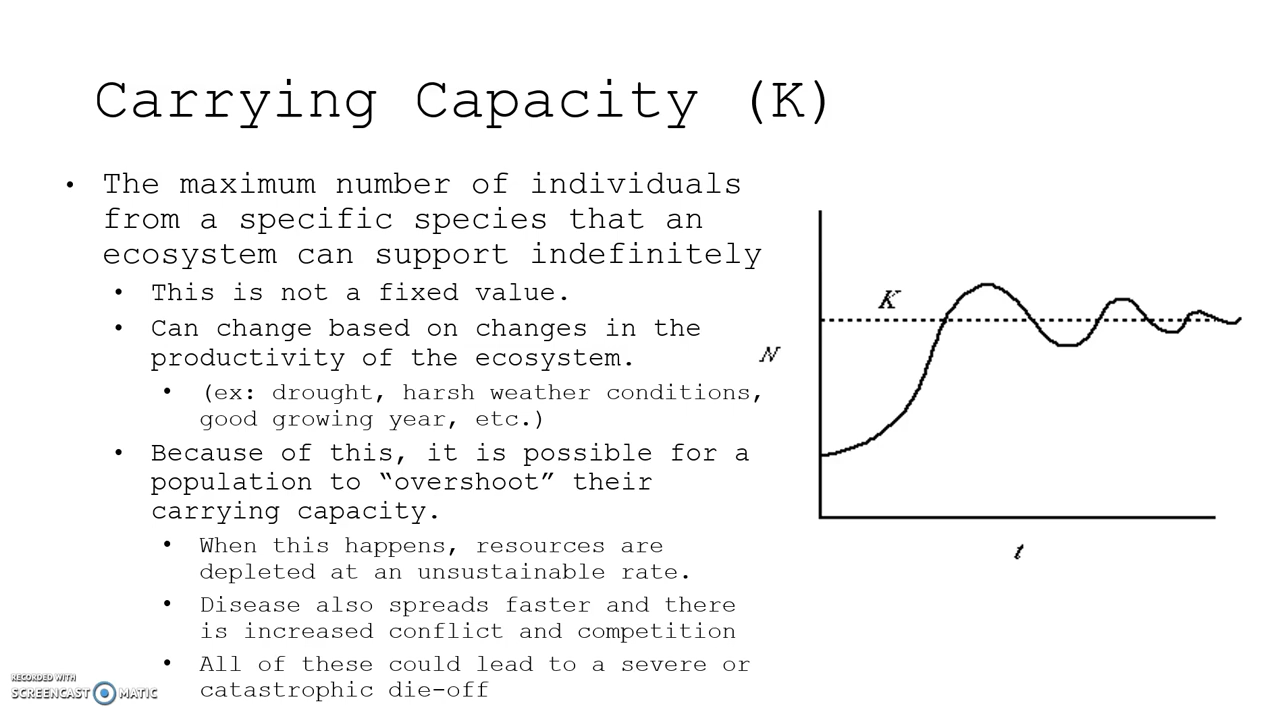 Carrying Capacity (K)
• The maximum number of individuals
from a specific species that an
ecosystem can support indefinitely
• This is not a fixed value.
• Can change based on changes in the
productivity of the ecosystem.
• (ex: drought, harsh weather conditions,
good growing year, etc.)
• Because of this, it is possible for a
population to “overshoot” their
carrying capacity.
• When this happens, resources are
depleted at an unsustainable rate.
• Disease also spreads faster and there
is increased conflict and competition
• All of these could lead to a severe or
catastrophic die-off
K
N
t
RECORDED WITH
SCREENCAST MATIC